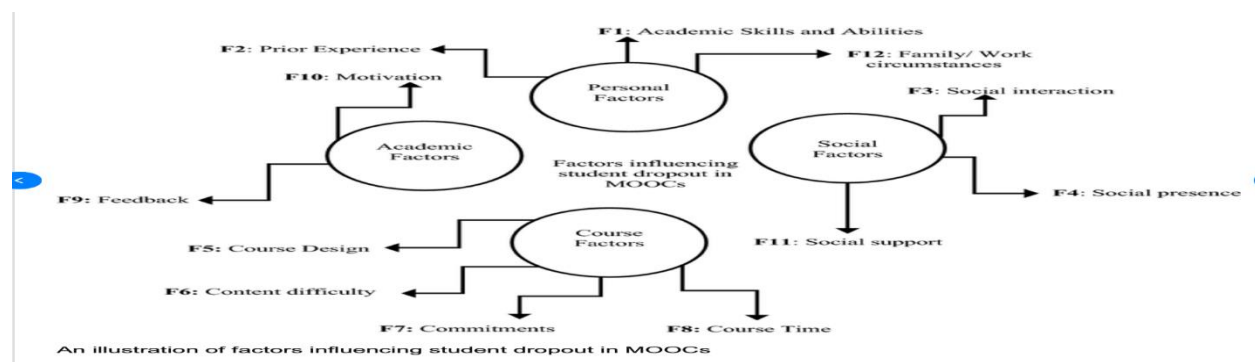 F1: Academic Skills and Abilities
F2: Prior Experience
F12: Family/ Work
circumstances
F10: Motivation
Personal
Factors
F3: Social interaction
Academic
Factors
Social
Factors
Factors influencing
student dropout in
MOOCs
F9: Feedback
F4: Social presence
Course
Factors
F5: Course Design
F11: Social support
F6: Content difficulty
F7: Commitments
F8: Course Time
An illustration of factors influencing student dropout in MOOCs